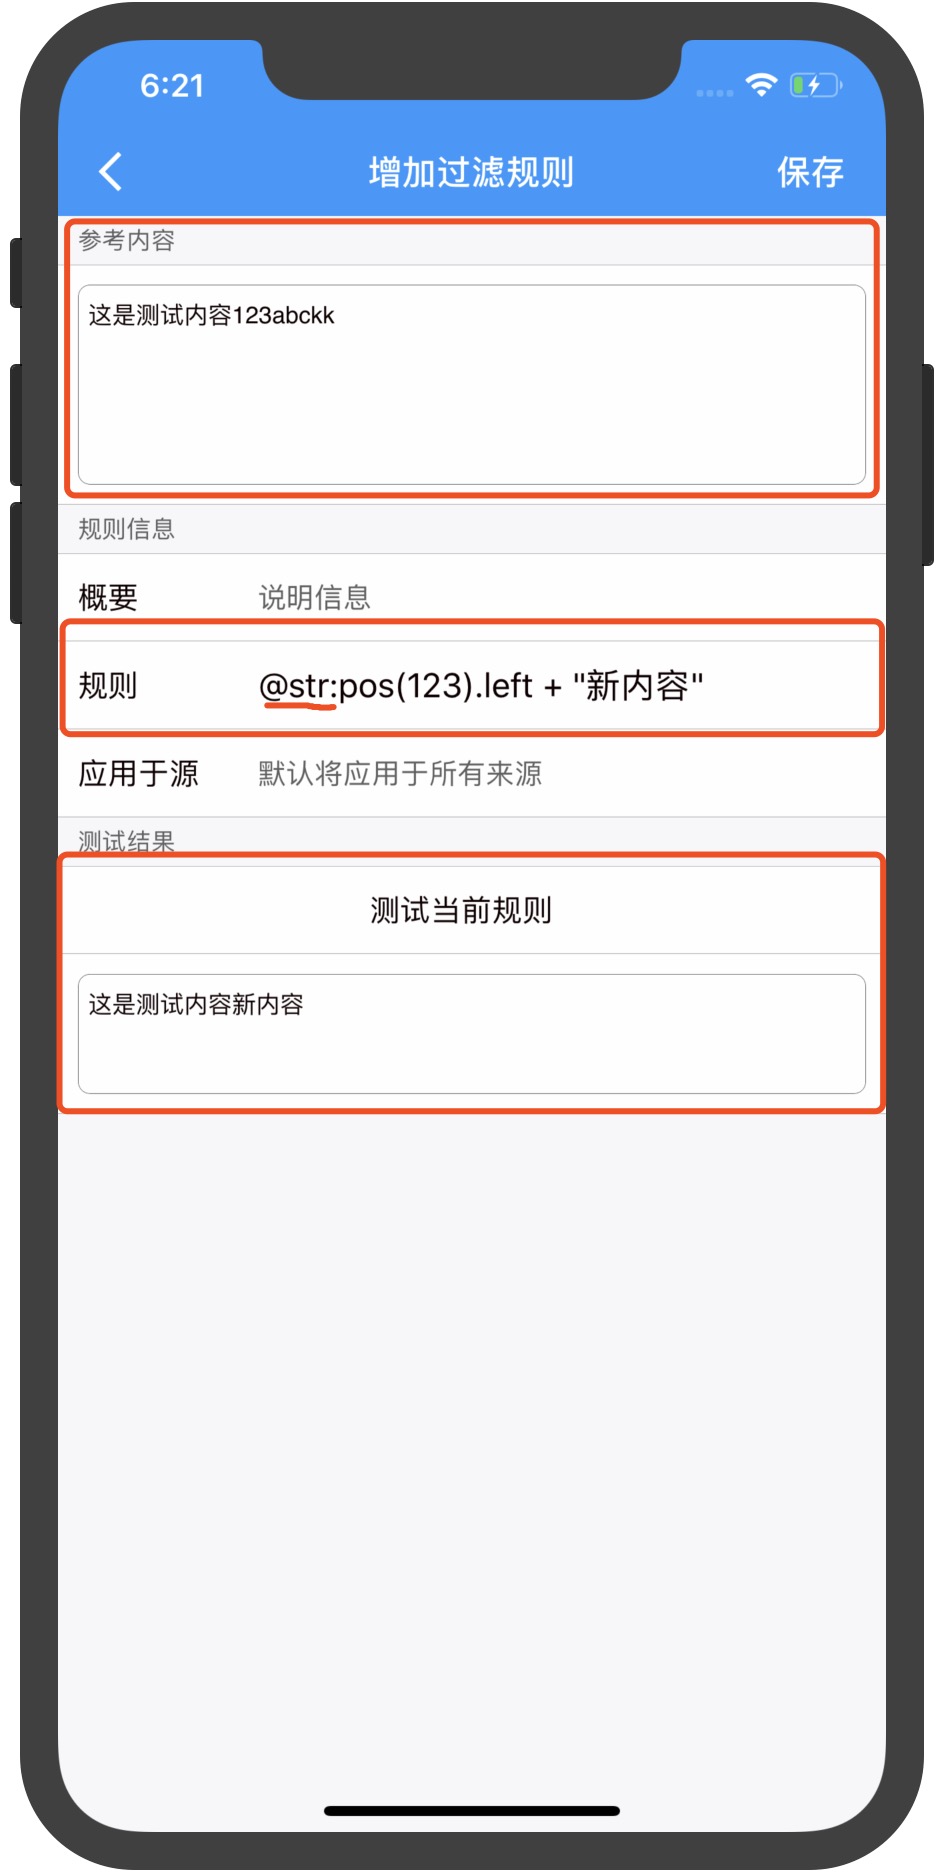 6:21
增加过滤规则
保存
参考内容
这是测试内容123abckk
规则信息
概要 说明信息
规则 @str:pos(123).left + "新内容"
应用于源 默认将应用于所有来源
测试结果
测试当前规则
这是测试内容新内容